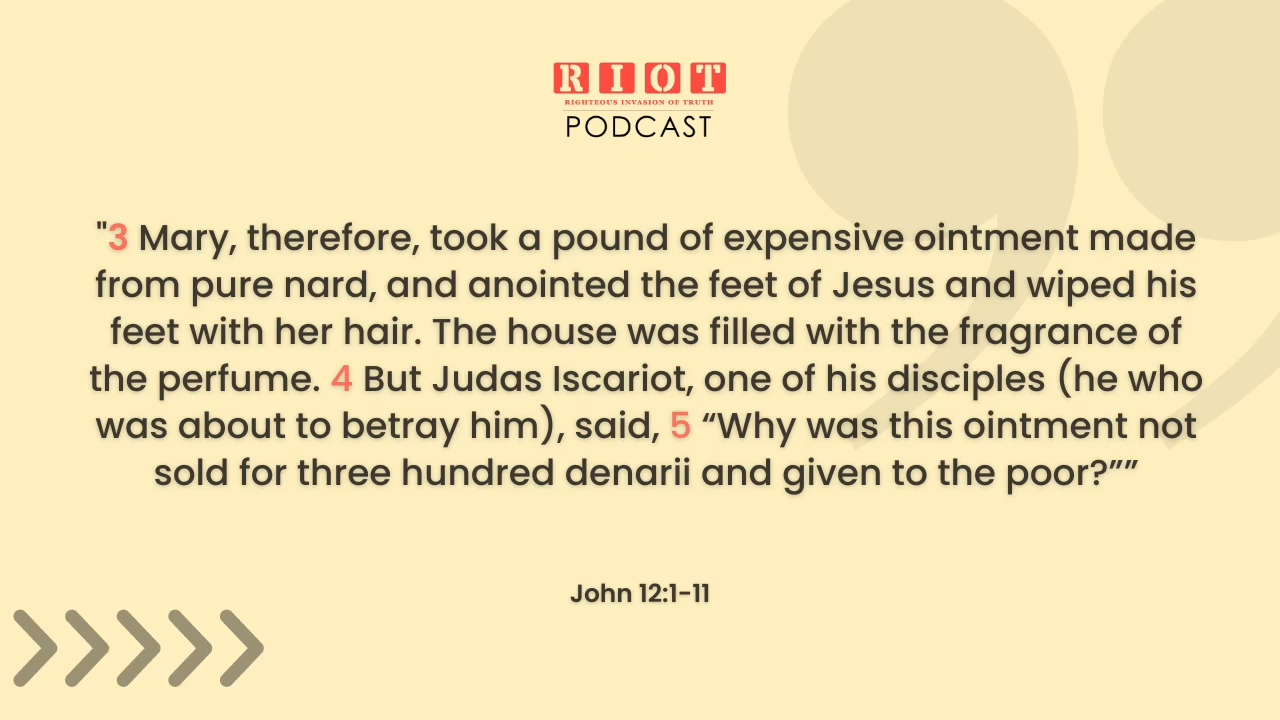 RIOT
RIGHTEOUS INVASION OF TRUTH
PODCAST
"3 Mary, therefore, took a pound of expensive ointment made
from pure nard, and anointed the feet of Jesus and wiped his
feet with her hair. The house was filled with the fragrance of
the perfume. 4 But Judas Iscariot, one of his disciples (he who
was about to betray him), said, 5 “Why was this ointment not
sold for three hundred denarii and given to the poor?””
John 12:1-11